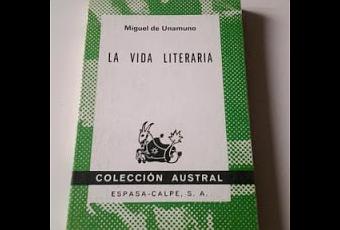 Miguel de Unamuno
LA VIDA LITERARIA
COLECCIÓN AUSTRAL
ESPASA-CALPE, S. A.